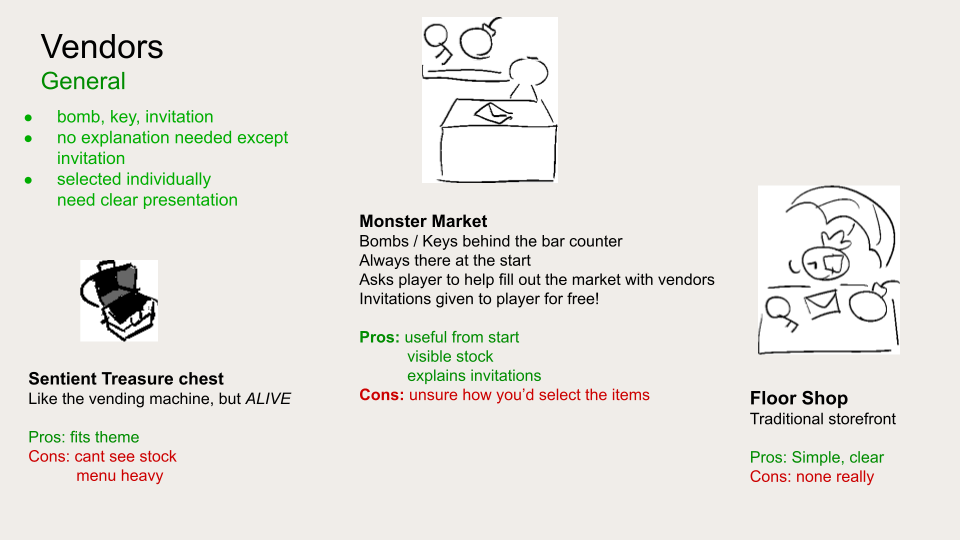 Vendors
General
● bomb, key, invitation
● no explanation needed except
invitation
● selected individually
need clear presentation
Sentient Treasure chest
Like the vending machine, but ALIVE
Pros: fits theme
Cons: cant see stock
menu heavy
Monster Market
Bombs / Keys behind the bar counter
Always there at the start
Asks player to help fill out the market with vendors
Invitations given to player for free!
Pros: useful from start
visible stock
explains invitations
Cons: unsure how you’d select the items
Floor Shop
Traditional storefront
Pros: Simple, clear
Cons: none really